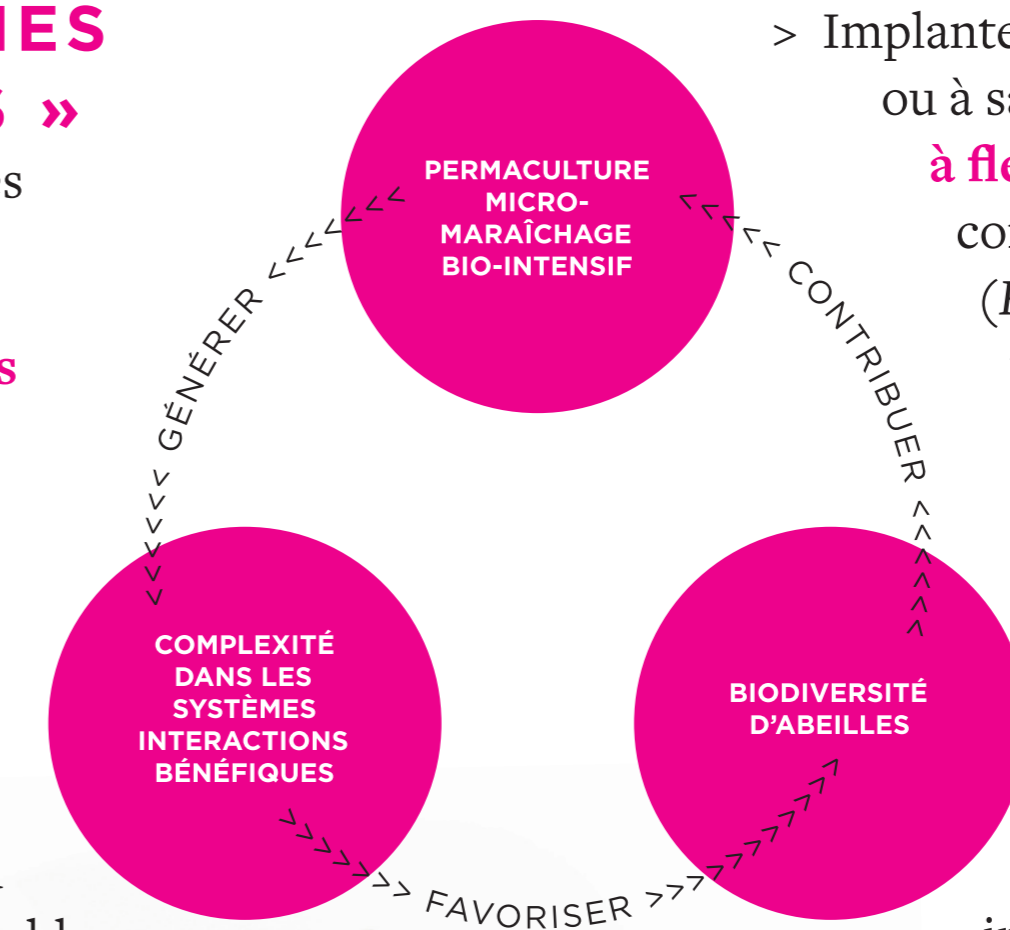 S »
> Implante
ou à sa
à fle
con
PERMACULTURE
MICRO-
MARAÎCHAGE
BIO-INTENSIF
<<<<< GÉNÉRER <<<<<<<<
<<<<< CONTRIBUER <<<<<<
COMPLEXITÉ
DANS LES
SYSTÈMES
INTERACTIONS
BÉNÉFIQUES
BIODIVERSITÉ
D’ABEILLES
>>>>>>>> FAVORISER >>>>>>>>>>>>>